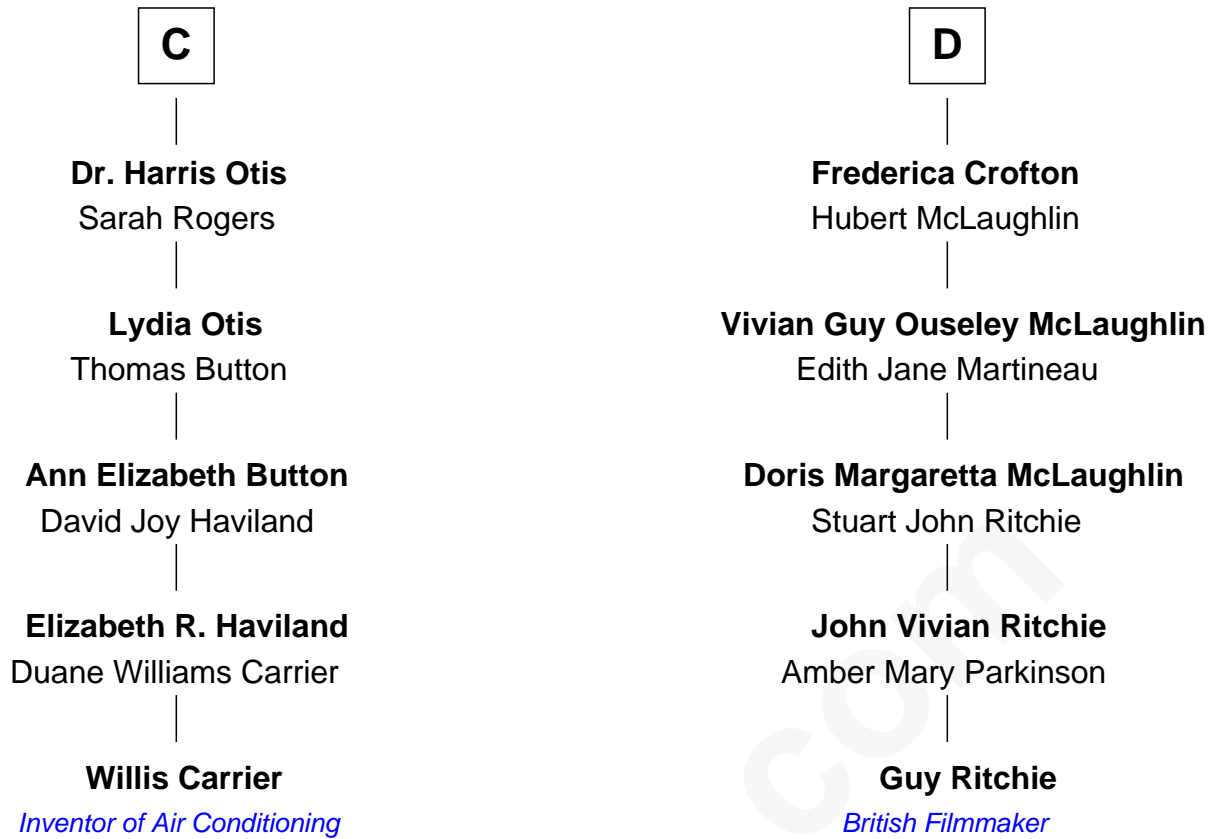 C
Dr. Harris Otis
Sarah Rogers
Lydia Otis
Thomas Button
Ann Elizabeth Button
David Joy Haviland
Elizabeth R. Haviland
Duane Williams Carrier
Willis Carrier
Inventor of Air Conditioning
D
Frederica Crofton
Hubert McLaughlin
Vivian Guy Ouseley McLaughlin
Edith Jane Martineau
Doris Margaretta McLaughlin
Stuart John Ritchie
John Vivian Ritchie
Amber Mary Parkinson
Guy Ritchie
British Filmmaker
com